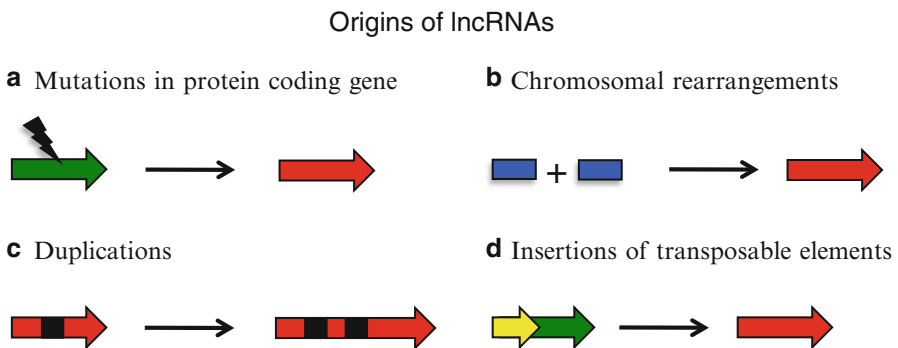 Origins of lncRNAs
a Mutations in protein coding gene
b Chromosomal rearrangements
+
c Duplications
d Insertions of transposable elements